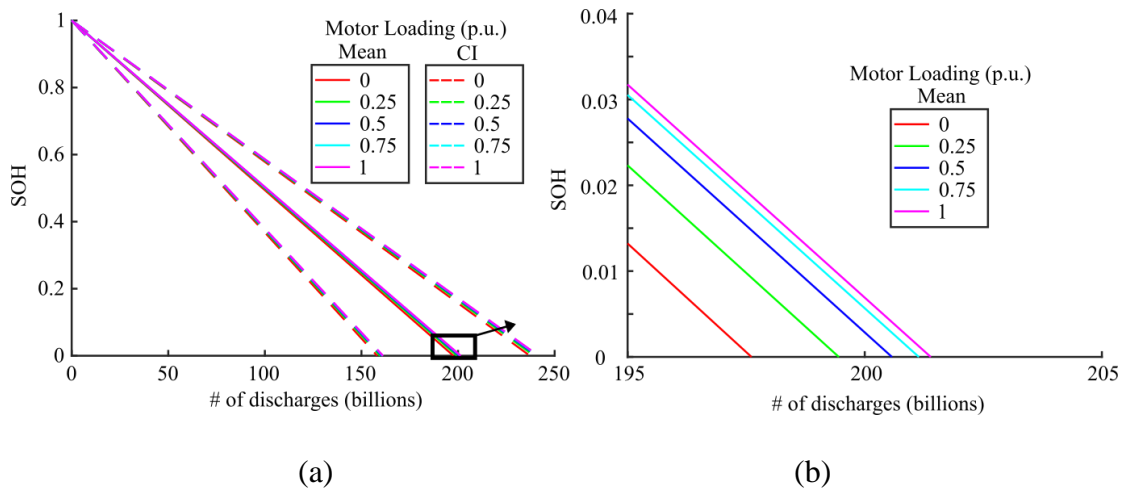 Motor Loading (p.u.)
Mean CI
0 0
0.25 0.25
0.5 0.5
0.75 0.75
1 1
1
0.8
0.6
0.4
0.2
0
SOH
0 50 100 150 200 250
# of discharges (billions)
(a)
Motor Loading (p.u.)
Mean
0
0.25
0.5
0.75
1
0.04
0.03
0.02
0.01
0
SOH
195 200 205
# of discharges (billions)
(b)